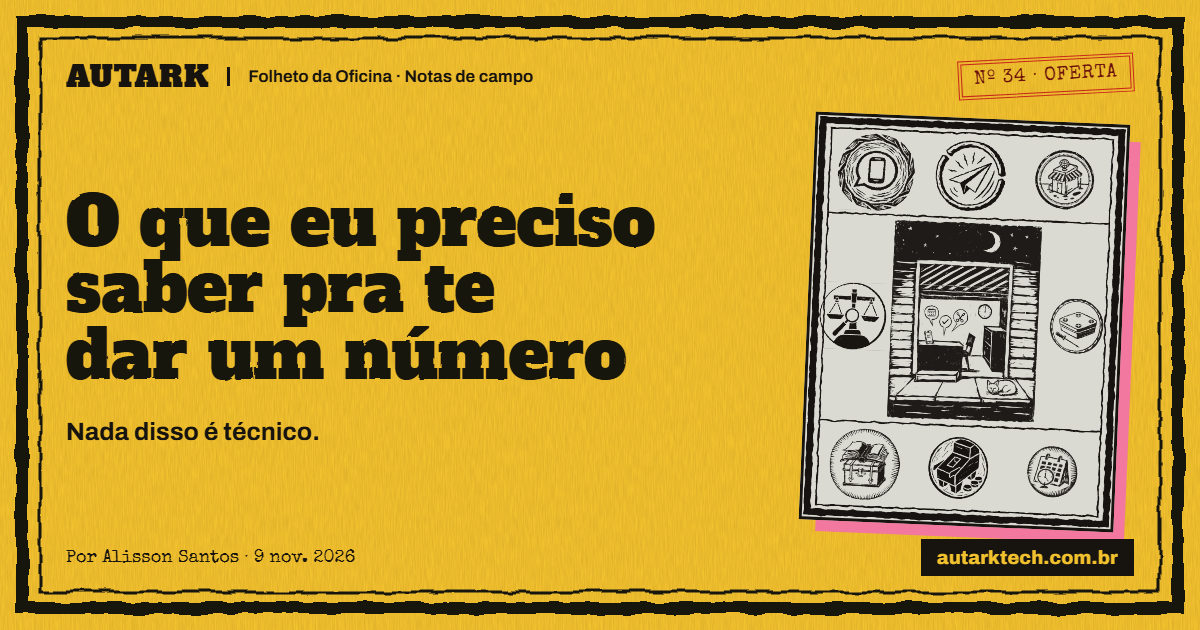 AUTARK
Folheto da Oficina · Notas de campo
Nº 34 · OFERTA
O que eu preciso
saber pra te
dar um número
Nada disso é técnico.
Por Alisson Santos · 9 nov. 2026
autarktech.com.br